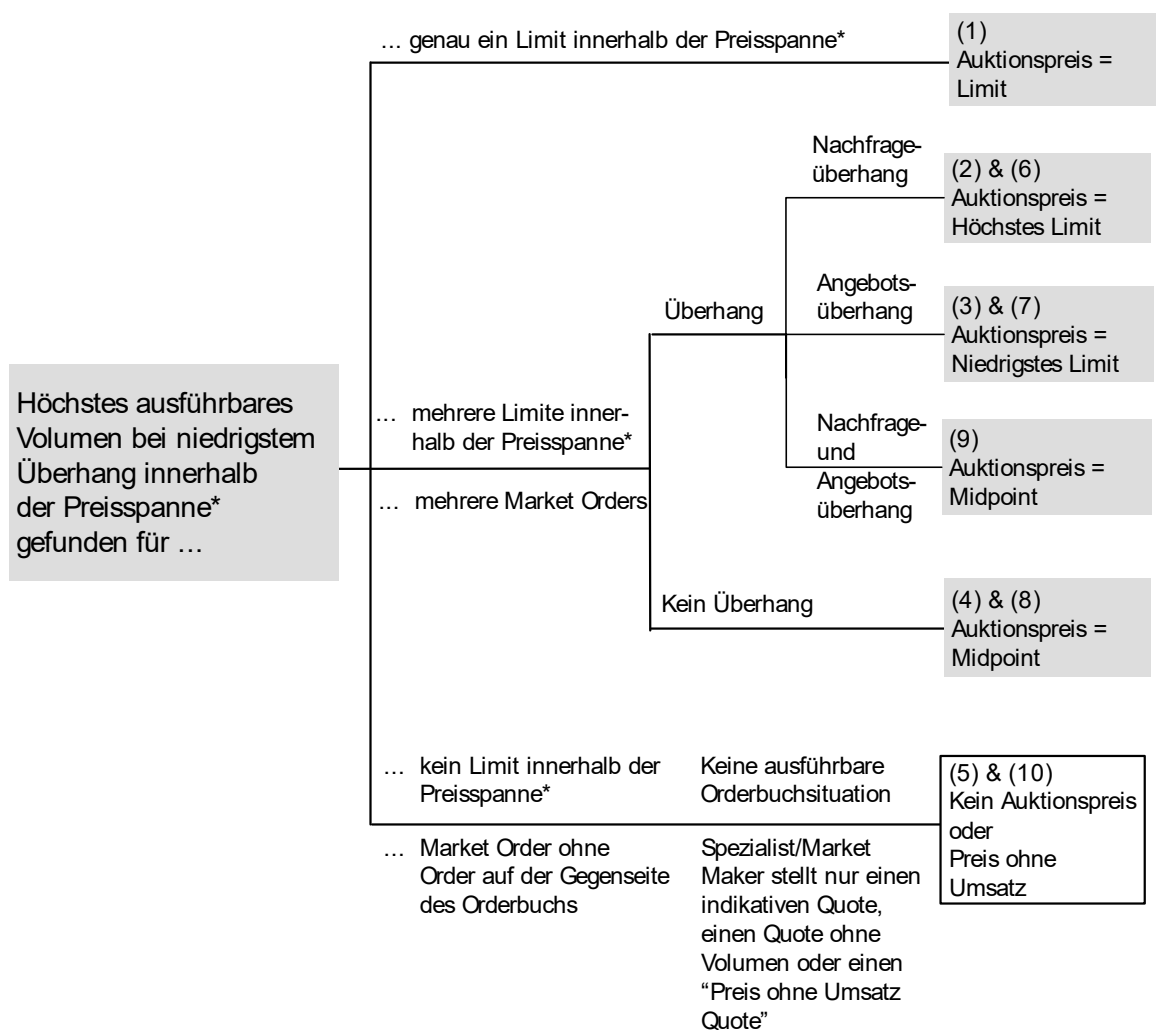 … genau ein Limit innerhalb der Preisspanne*
(1)
Auktionspreis =
Limit
Nachfrage-
überhang
(2) & (6)
Auktionspreis =
Höchstes Limit
Überhang
Angebots-
überhang
(3) & (7)
Auktionspreis =
Niedrigstes Limit
Höchstes ausführbares
Volumen bei niedrigstem
Überhang innerhalb
der Preisspanne*
gefunden für …
… mehrere Limite inner-
halb der Preisspanne*
… mehrere Market Orders
Nachfrage-
und
Angebots-
überhang
(9)
Auktionspreis =
Midpoint
Kein Überhang
(4) & (8)
Auktionspreis =
Midpoint
… kein Limit innerhalb der
Preisspanne*
Keine ausführbare
Orderbuchsituation
… Market Order ohne
Order auf der Gegenseite
des Orderbuchs
Spezialist/Market
Maker stellt nur einen
indikativen Quote,
einen Quote ohne
Volumen oder einen
“Preis ohne Umsatz
Quote”
(5) & (10)
Kein Auktionspreis
oder
Preis ohne
Umsatz